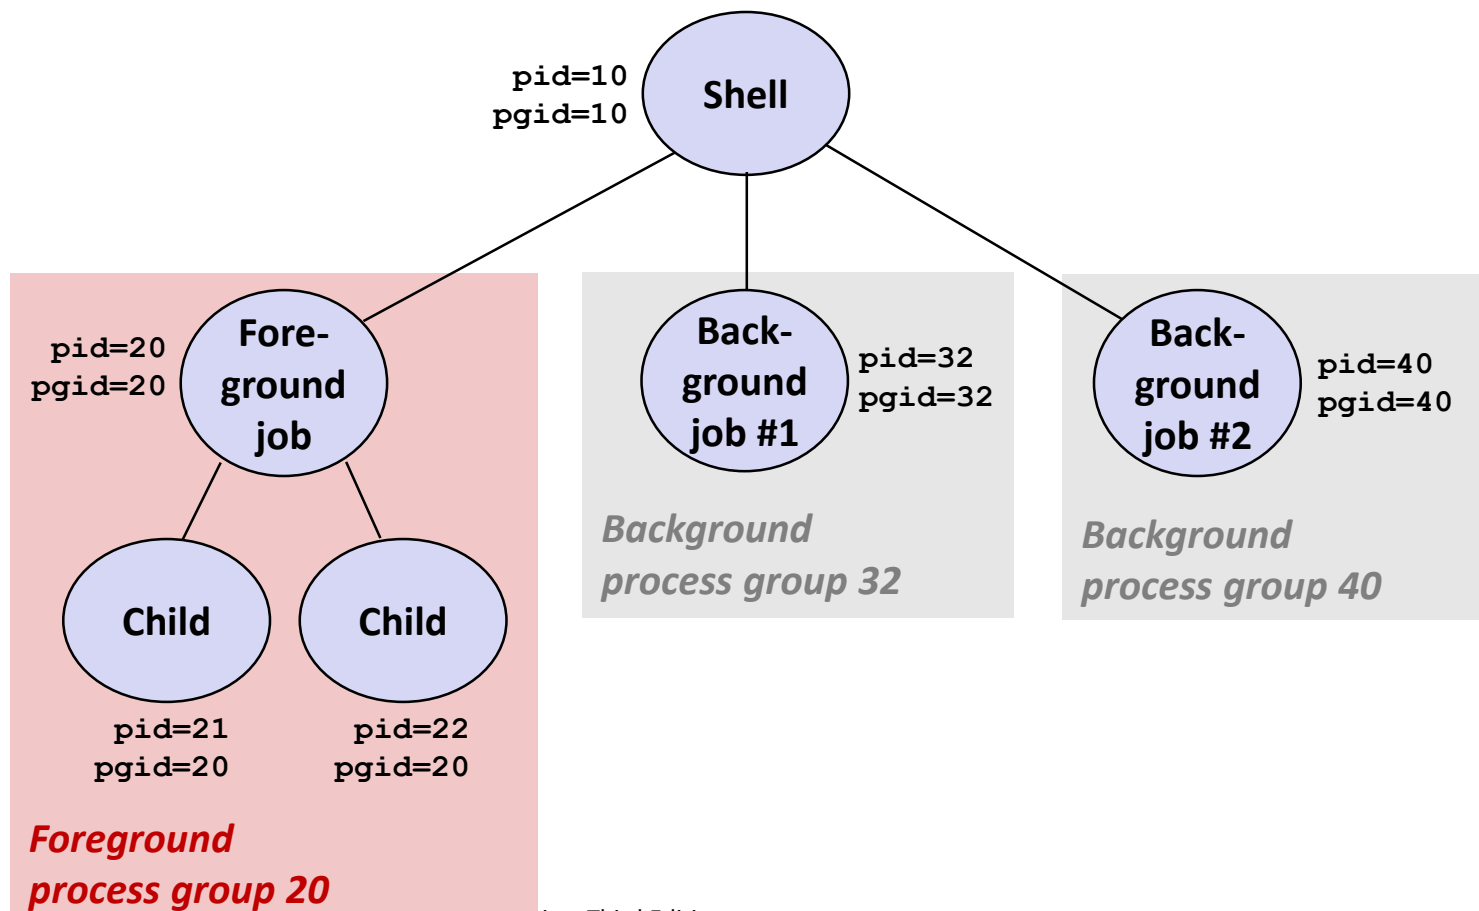 pid=10
pgid=10
Shell
pid=20
pgid=20
Fore-
ground
job
Back-
ground
job #1
pid=32
pgid=32
Back-
ground
job #2
pid=40
pgid=40
Background
process group 32
Background
process group 40
Child
Child
pid=21
pgid=20
pid=22
pgid=20
Foreground
process group 20
Third